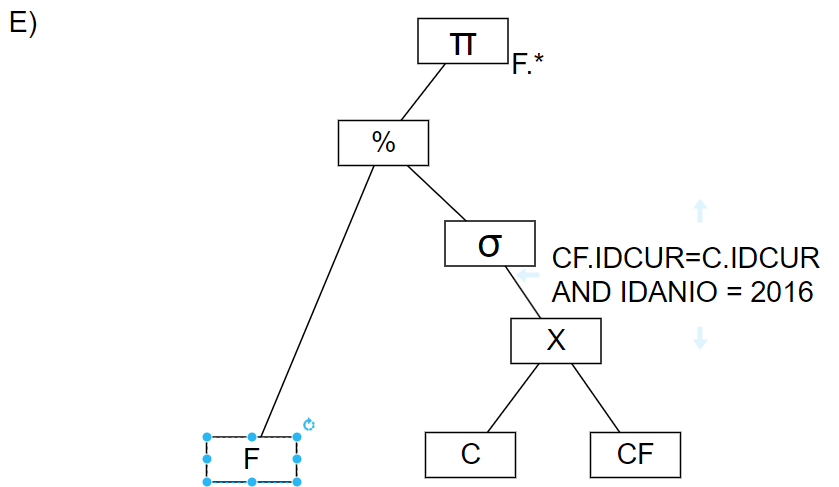 E)
π
F.*
%
σ
CF.IDCUR=C.IDCUR
AND IDANIO = 2016
X
F
C
CF